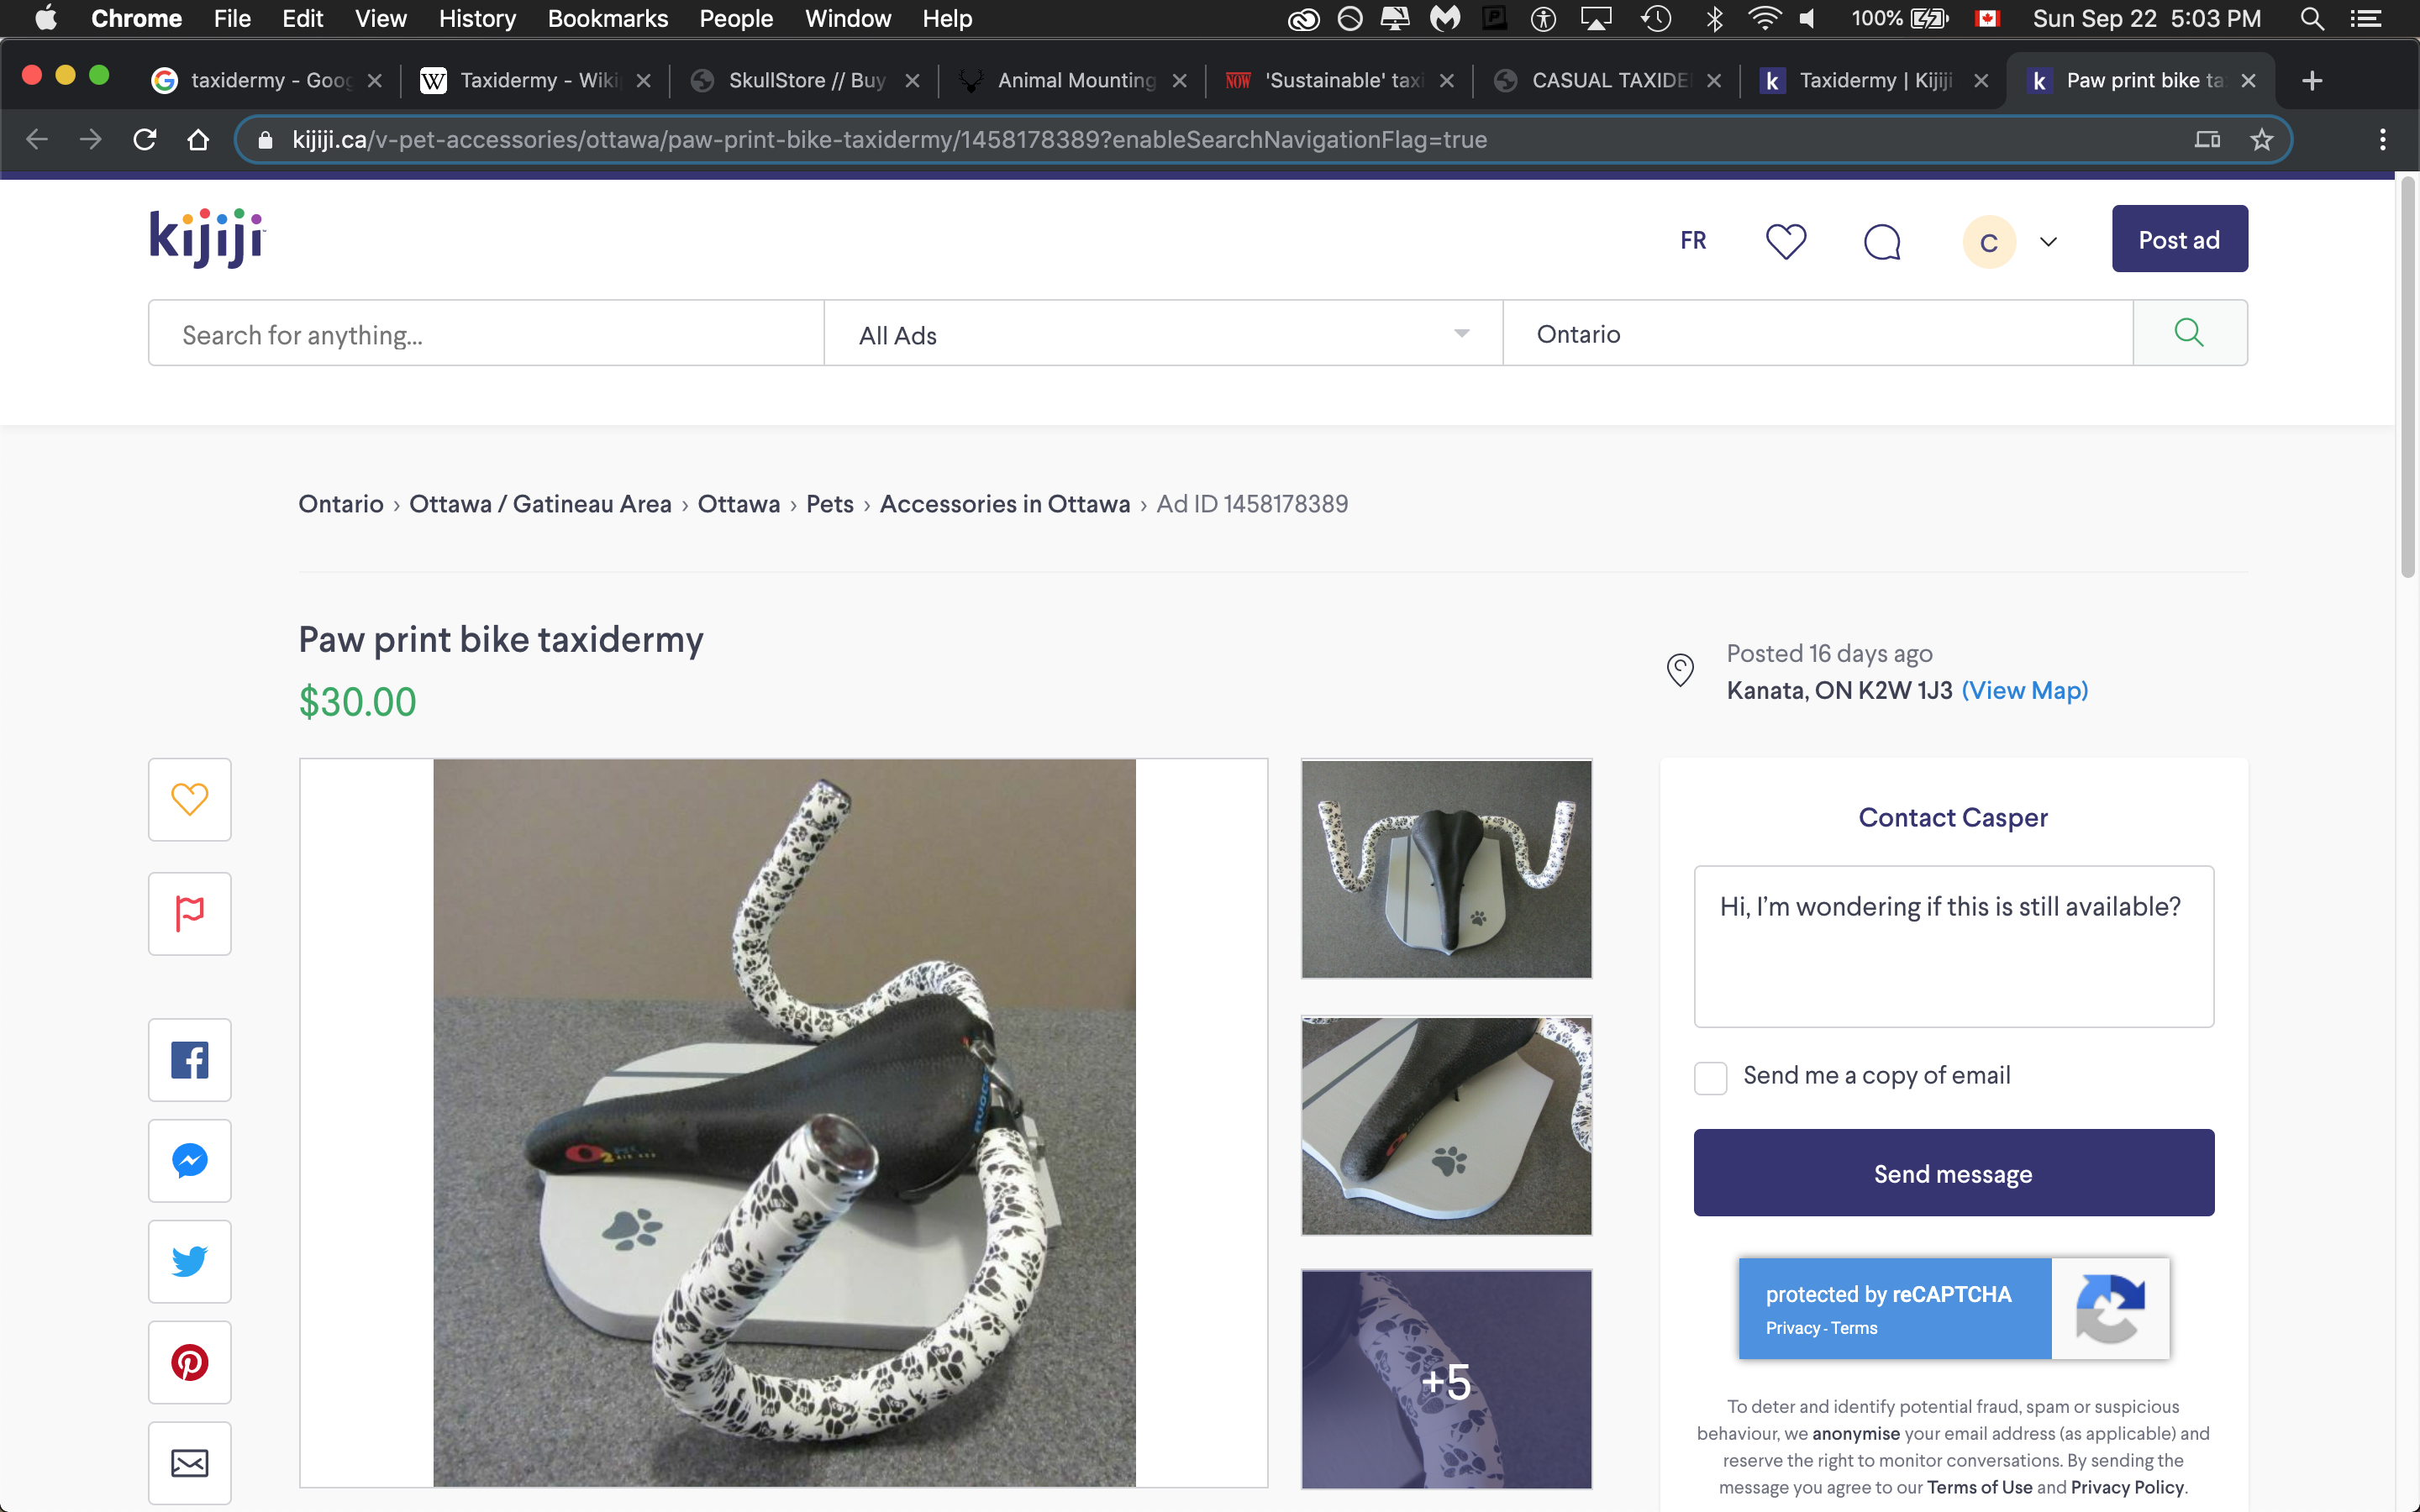 Chrome File Edit View History Bookmarks People Window Help 100% Sun Sep 22 5:03 PM
taxidermy - Goog W Taxidermy - Wiki SkullStore // Buy Animal Mounting NOW 'Sustainable' taxi CASUAL TAXIDE k Taxidermy | Kijiji k Paw print bike ta
kijiji.ca/v-pet-accessories/ottawa/paw-print-bike-taxidermy/1458178389?enableSearchNavigationFlag=true
kijiji FR C Post ad
Search for anything... All Ads Ontario
Ontario › Ottawa / Gatineau Area › Ottawa › Pets › Accessories in Ottawa › Ad ID 1458178389
Paw print bike taxidermy
$30.00
Posted 16 days ago
Kanata, ON K2W 1J3 (View Map)
Contact Casper
Hi, I'm wondering if this is still available?
Send me a copy of email
Send message
protected by reCAPTCHA
Privacy - Terms
+5
To deter and identify potential fraud, spam or suspicious
behaviour, we anonymise your email address (as applicable) and
reserve the right to monitor conversations. By sending the
message you agree to our Terms of Use and Privacy Policy.